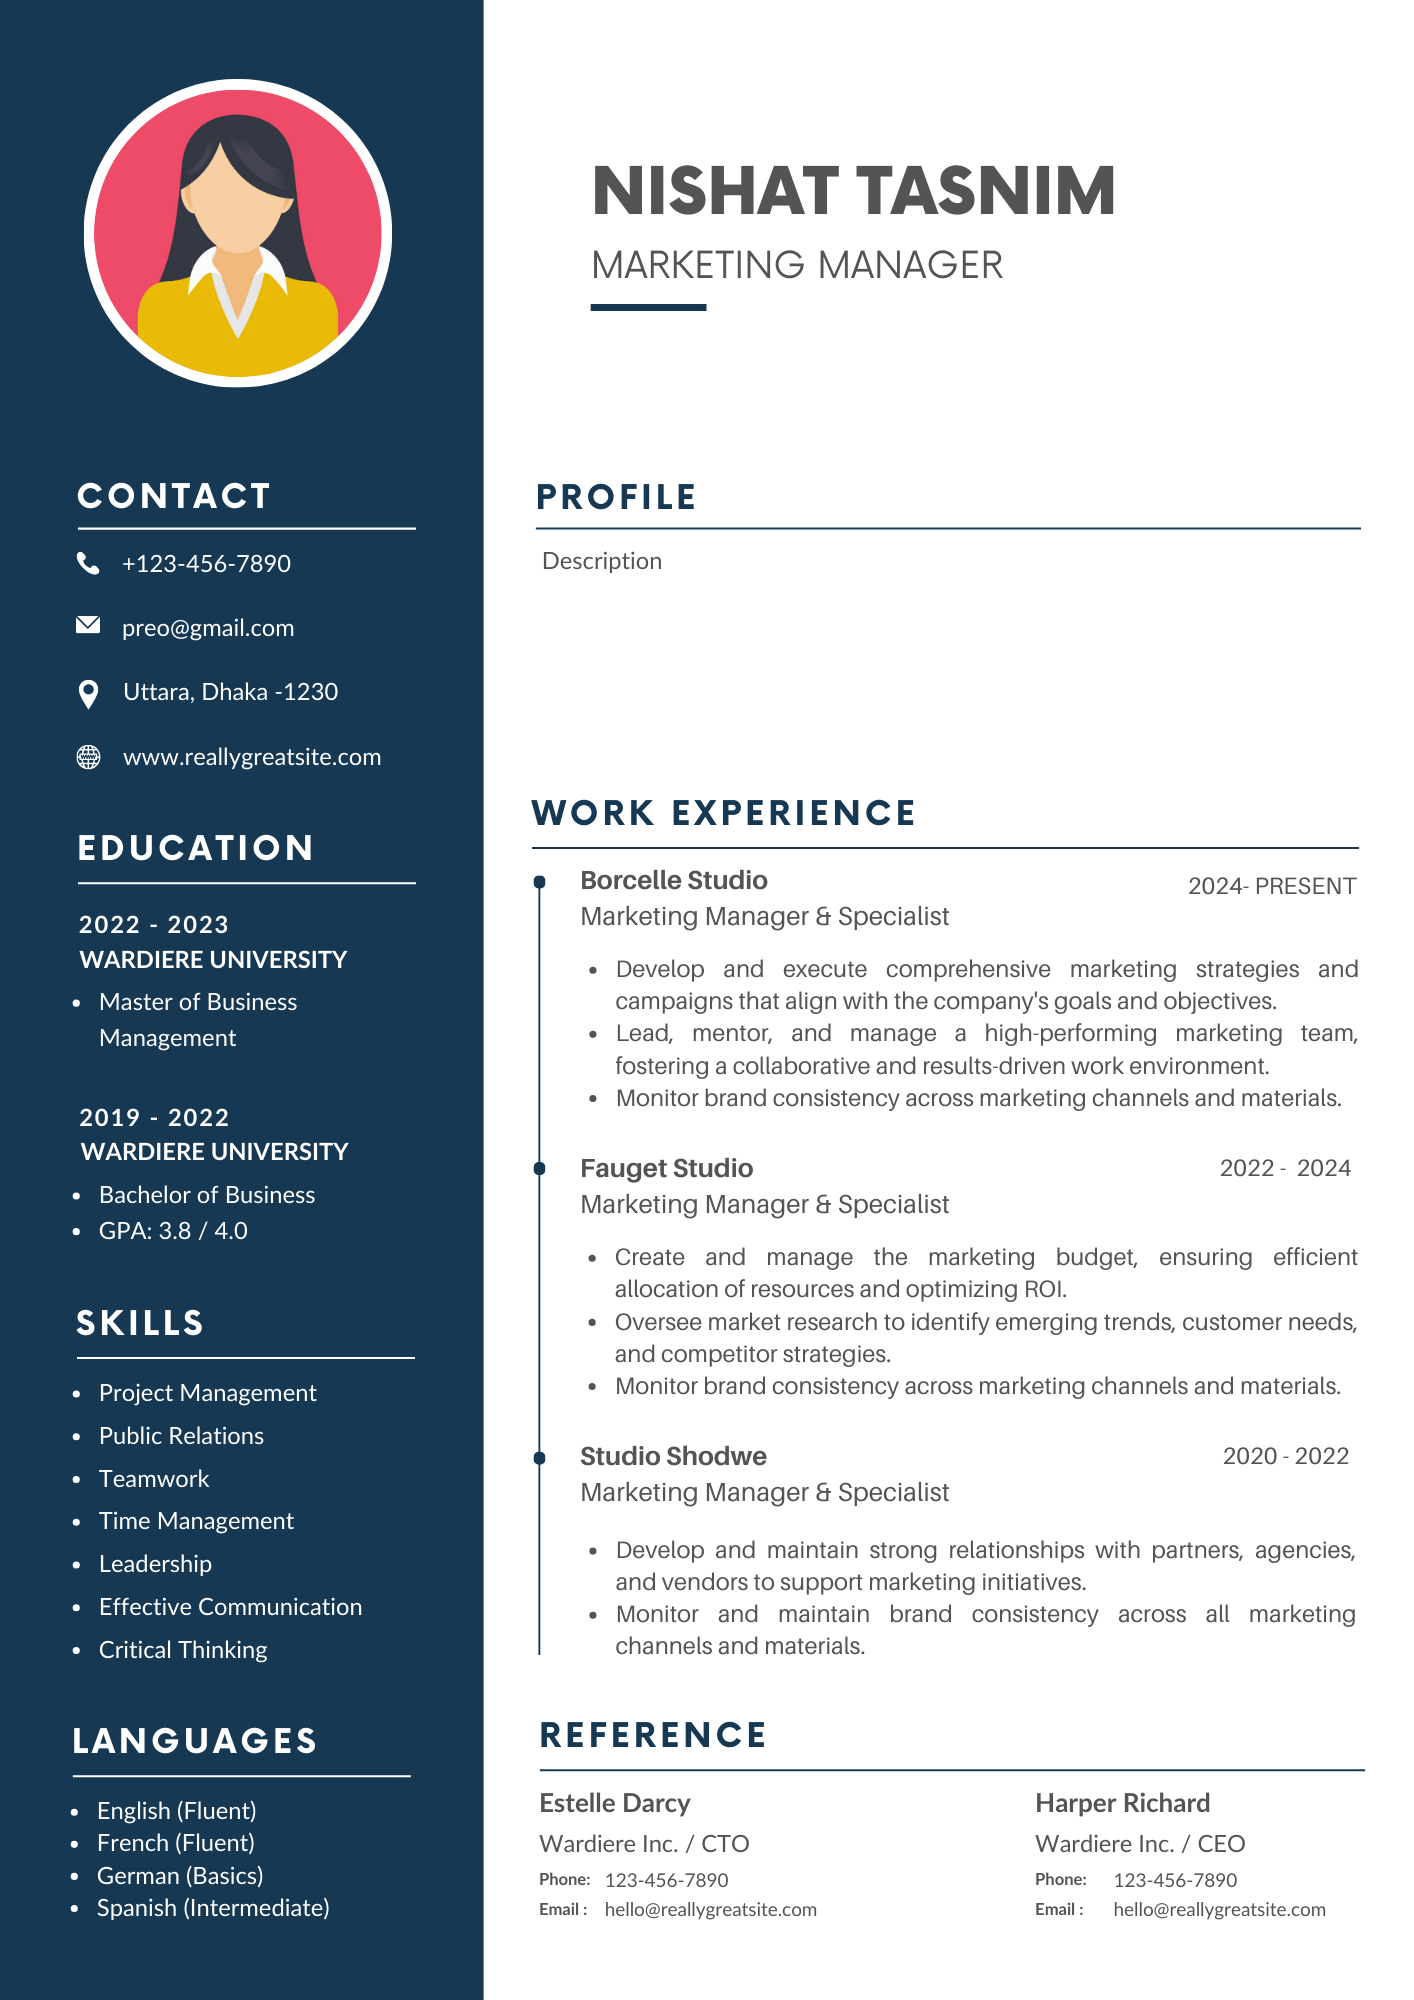 NISHAT TASNIM
MARKETING MANAGER
CONTACT
+123-456-7890
preo@gmail.com
Uttara, Dhaka -1230
www.reallygreatsite.com
EDUCATION
2022 - 2023
WARDIERE UNIVERSITY
• Master of Business
Management
2019 - 2022
WARDIERE UNIVERSITY
• Bachelor of Business
• GPA: 3.8 / 4.0
SKILLS
• Project Management
• Public Relations
• Teamwork
• Time Management
• Leadership
• Effective Communication
• Critical Thinking
LANGUAGES
• English (Fluent)
• French (Fluent)
• German (Basics)
• Spanish (Intermediate)
PROFILE
Description
WORK EXPERIENCE
Borcelle Studio 2024- PRESENT
Marketing Manager & Specialist
• Develop and execute comprehensive marketing strategies and
campaigns that align with the company's goals and objectives.
• Lead, mentor, and manage a high-performing marketing team,
fostering a collaborative and results-driven work environment.
• Monitor brand consistency across marketing channels and materials.
Fauget Studio 2022 - 2024
Marketing Manager & Specialist
• Create and manage the marketing budget, ensuring efficient
allocation of resources and optimizing ROI.
• Oversee market research to identify emerging trends, customer needs,
and competitor strategies.
• Monitor brand consistency across marketing channels and materials.
Studio Shodwe 2020 - 2022
Marketing Manager & Specialist
• Develop and maintain strong relationships with partners, agencies,
and vendors to support marketing initiatives.
• Monitor and maintain brand consistency across all marketing
channels and materials.
REFERENCE
Estelle Darcy
Wardiere Inc. / CTO
Phone: 123-456-7890
Email : hello@reallygreatsite.com
Harper Richard
Wardiere Inc. / CEO
Phone: 123-456-7890
Email : hello@reallygreatsite.com